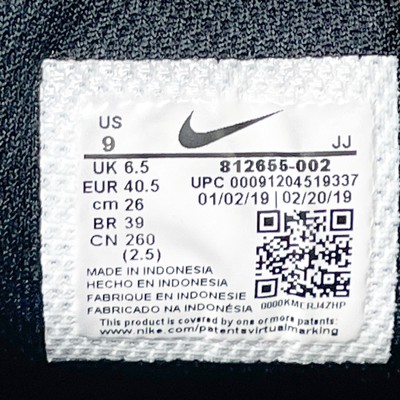 US
9
JJ
UK 6.5
812655-002
EUR 40.5
UPC 00091204519337
cm 26
01/02/19 | 02/20/19
BR 39
CN 260
(2.5)
MADE IN INDONESIA
HECHO EN INDONESIA
FABRIQUE EN INDONESIE
FABRICADO NA INDONÉSIA
0000KMERJ4ZHP
This product is covered by one or more patents:
www.nike.com/patentsvirtualmarking